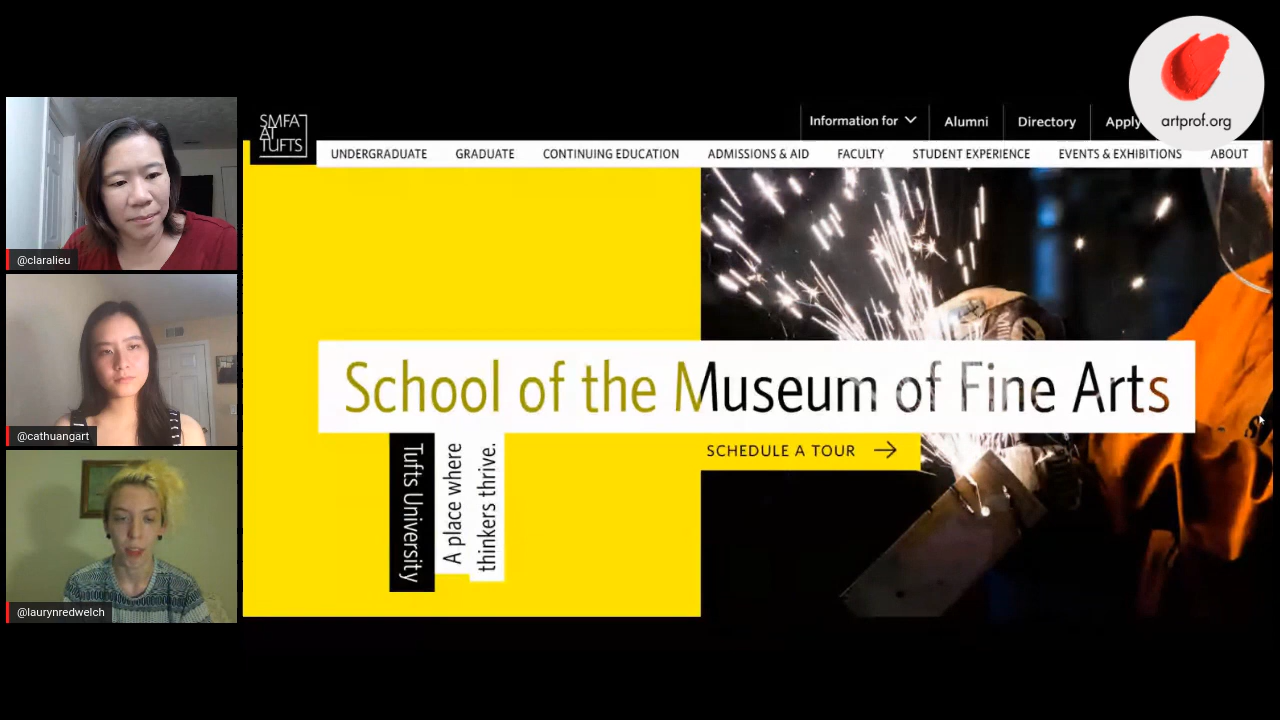 artprof.org
SMFA
AT
TUFTS
Information for
Alumni
Directory
Apply
UNDERGRADUATE
GRADUATE
CONTINUING EDUCATION
ADMISSIONS & AID
FACULTY
STUDENT EXPERIENCE
EVENTS & EXHIBITIONS
ABOUT
School of the Museum of Fine Arts
SCHEDULE A TOUR
Tufts University
A place where
thinkers thrive.
@claralieu
@cathuangart
@laurynredwelch